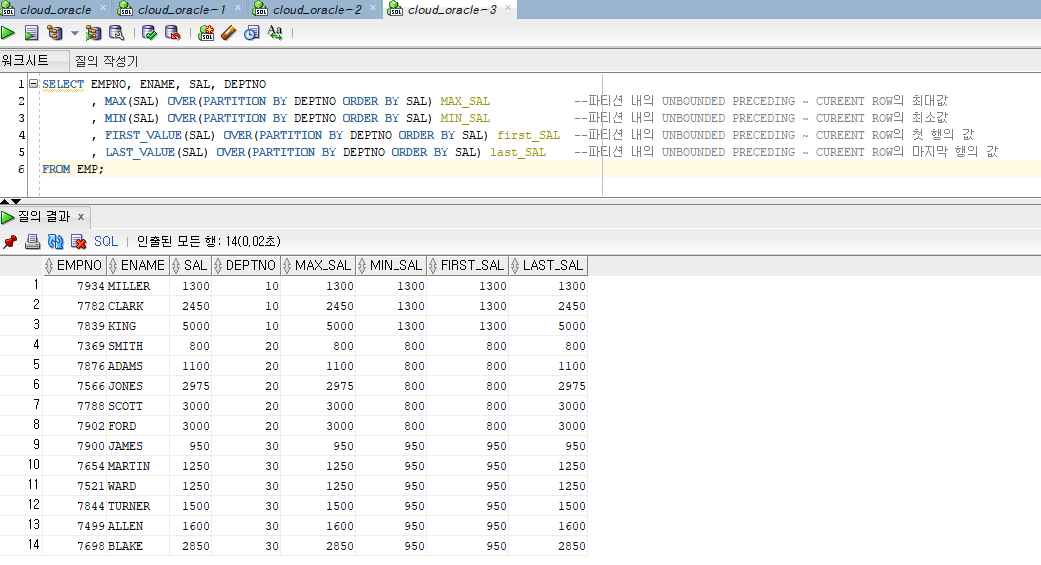 cloud_oracle cloud_oracle~1 cloud_oracle~2 cloud_oracle~3
워크시트 질의 작성기
1 SELECT EMPNO, ENAME, SAL, DEPTNO
2 , MAX(SAL) OVER(PARTITION BY DEPTNO ORDER BY SAL) MAX_SAL --파티션 내의 UNBOUNDED PRECEDING ~ CUREENT ROW의 최대값
3 , MIN(SAL) OVER(PARTITION BY DEPTNO ORDER BY SAL) MIN_SAL --파티션 내의 UNBOUNDED PRECEDING ~ CUREENT ROW의 최소값
4 , FIRST_VALUE(SAL) OVER(PARTITION BY DEPTNO ORDER BY SAL) first_SAL --파티션 내의 UNBOUNDED PRECEDING ~ CUREENT ROW의 첫 행의 값
5 , LAST_VALUE(SAL) OVER(PARTITION BY DEPTNO ORDER BY SAL) last_SAL --파티션 내의 UNBOUNDED PRECEDING ~ CUREENT ROW의 마지막 행의 값
6 FROM EMP;
질의 결과 x
SQL | 인출된 모든 행: 14(0,02초)
EMPNO ENAME SAL DEPTNO MAX_SAL MIN_SAL FIRST_SAL LAST_SAL
1 7934 MILLER 1300 10 1300 1300 1300 1300
2 7782 CLARK 2450 10 2450 1300 1300 2450
3 7839 KING 5000 10 5000 1300 1300 5000
4 7369 SMITH 800 20 800 800 800 800
5 7876 ADAMS 1100 20 1100 800 800 1100
6 7566 JONES 2975 20 2975 800 800 2975
7 7788 SCOTT 3000 20 3000 800 800 3000
8 7902 FORD 3000 20 3000 800 800 3000
9 7900 JAMES 950 30 950 950 950 950
10 7654 MARTIN 1250 30 1250 950 950 1250
11 7521 WARD 1250 30 1250 950 950 1250
12 7844 TURNER 1500 30 1500 950 950 1500
13 7499 ALLEN 1600 30 1600 950 950 1600
14 7698 BLAKE 2850 30 2850 950 950 2850